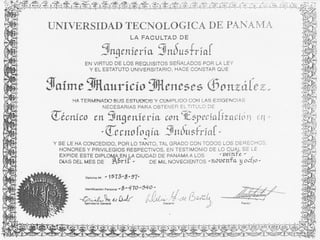 UNIVERSIDAD TECNOLOGICA DE PANAMA
LA FACULTAD DE
Ingeniería Industrial
EN VIRTUD DE LOS REQUISITOS SEÑALADOS POR LA LEY
Y EL ESTATUTO UNIVERSITARIO, HACE CONSTAR QUE
Jaime Mauricio Meneses González
HA TERMINADO SUS ESTUDIOS Y CUMPLIDO CON LAS EXIGENCIAS
NECESARIAS PARA OBTENER EL TITULO DE
Técnico en Ingeniería con Especialización en
Tecnología Industrial
Y SE LE HA CONCEDIDO, POR LO TANTO, TAL GRADO CON TODOS LOS DERECHOS,
HONORES Y PRIVILEGIOS RESPECTIVOS, EN TESTIMONIO DE LO CUAL SE LE
EXPIDE ESTE DIPLOMA EN LA CIUDAD DE PANAMA A LOS veinte
DIAS DEL MES DE Abril DE MIL NOVECIENTOS noventa y ocho
Diploma Nº
Identificación Personal 8-470-940